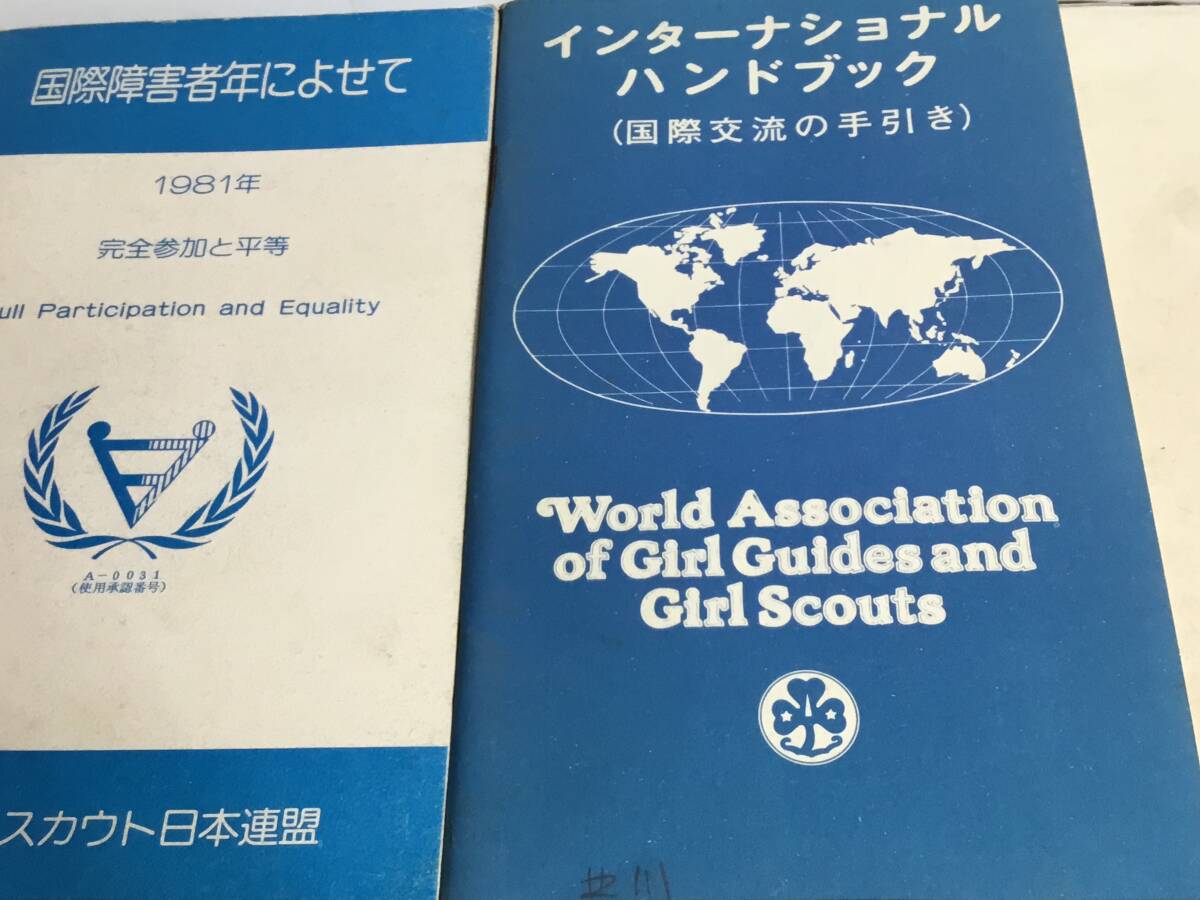 国際障害者年によせて
1981年
完全参加と平等
ull Participation and Equality
A-0031
(使用承認番号)
スカウト日本連盟
インターナショナル
ハンドブック
(国際交流の手引き)
World Association
of Girl Guides and
Girl Scouts